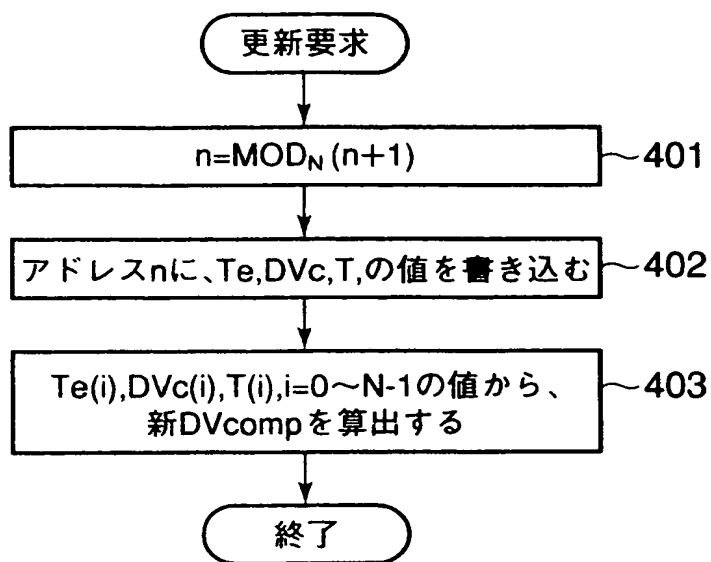 更新要求
n=MOD_N(n+1)
401
アドレスnに、Te,DVc,T,の値を書き込む
402
Te(i),DVc(i),T(i),i=0～N-1の値から、
新DVcompを算出する
403
終了